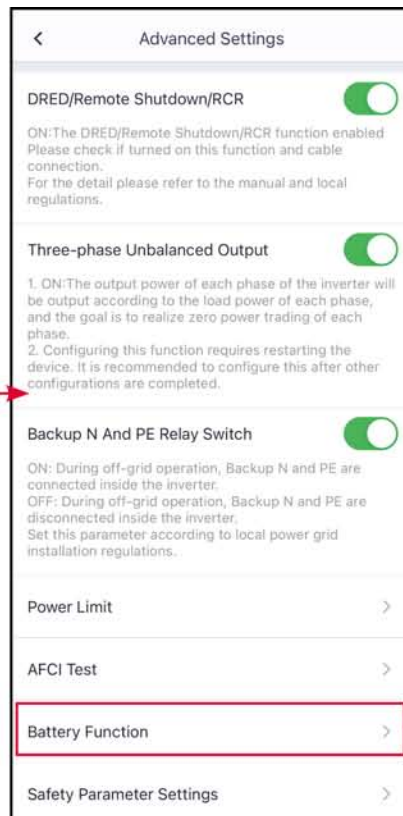 Advanced Settings
DRED/Remote Shutdown/RCR
ON:The DRED/Remote Shutdown/RCR function enabled
Please check if turned on this function and cable
connection.
For the detail please refer to the manual and local
regulations.
Three-phase Unbalanced Output
1. ON:The output power of each phase of the inverter will
be output according to the load power of each phase,
and the goal is to realize zero power trading of each
phase.
2. Configuring this function requires restarting the
device. It is recommended to configure this after other
configurations are completed.
Backup N And PE Relay Switch
ON: During off-grid operation, Backup N and PE are
connected inside the inverter.
OFF: During off-grid operation, Backup N and PE are
disconnected inside the inverter.
Set this parameter according to local power grid
installation regulations.
Power Limit
AFCI Test
Battery Function
Safety Parameter Settings